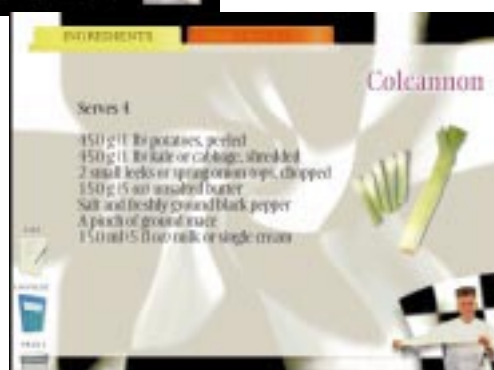 INGREDIENTS
Colcannon
Serves 4
450 g (1 lb) potatoes, peeled
450 g (1 lb) kale or cabbage, shredded
2 small leeks or spring onion tops, chopped
150 g (5 oz) unsalted butter
Salt and freshly ground black pepper
A pinch of ground mace
150 ml (5 fl oz) milk or single cream